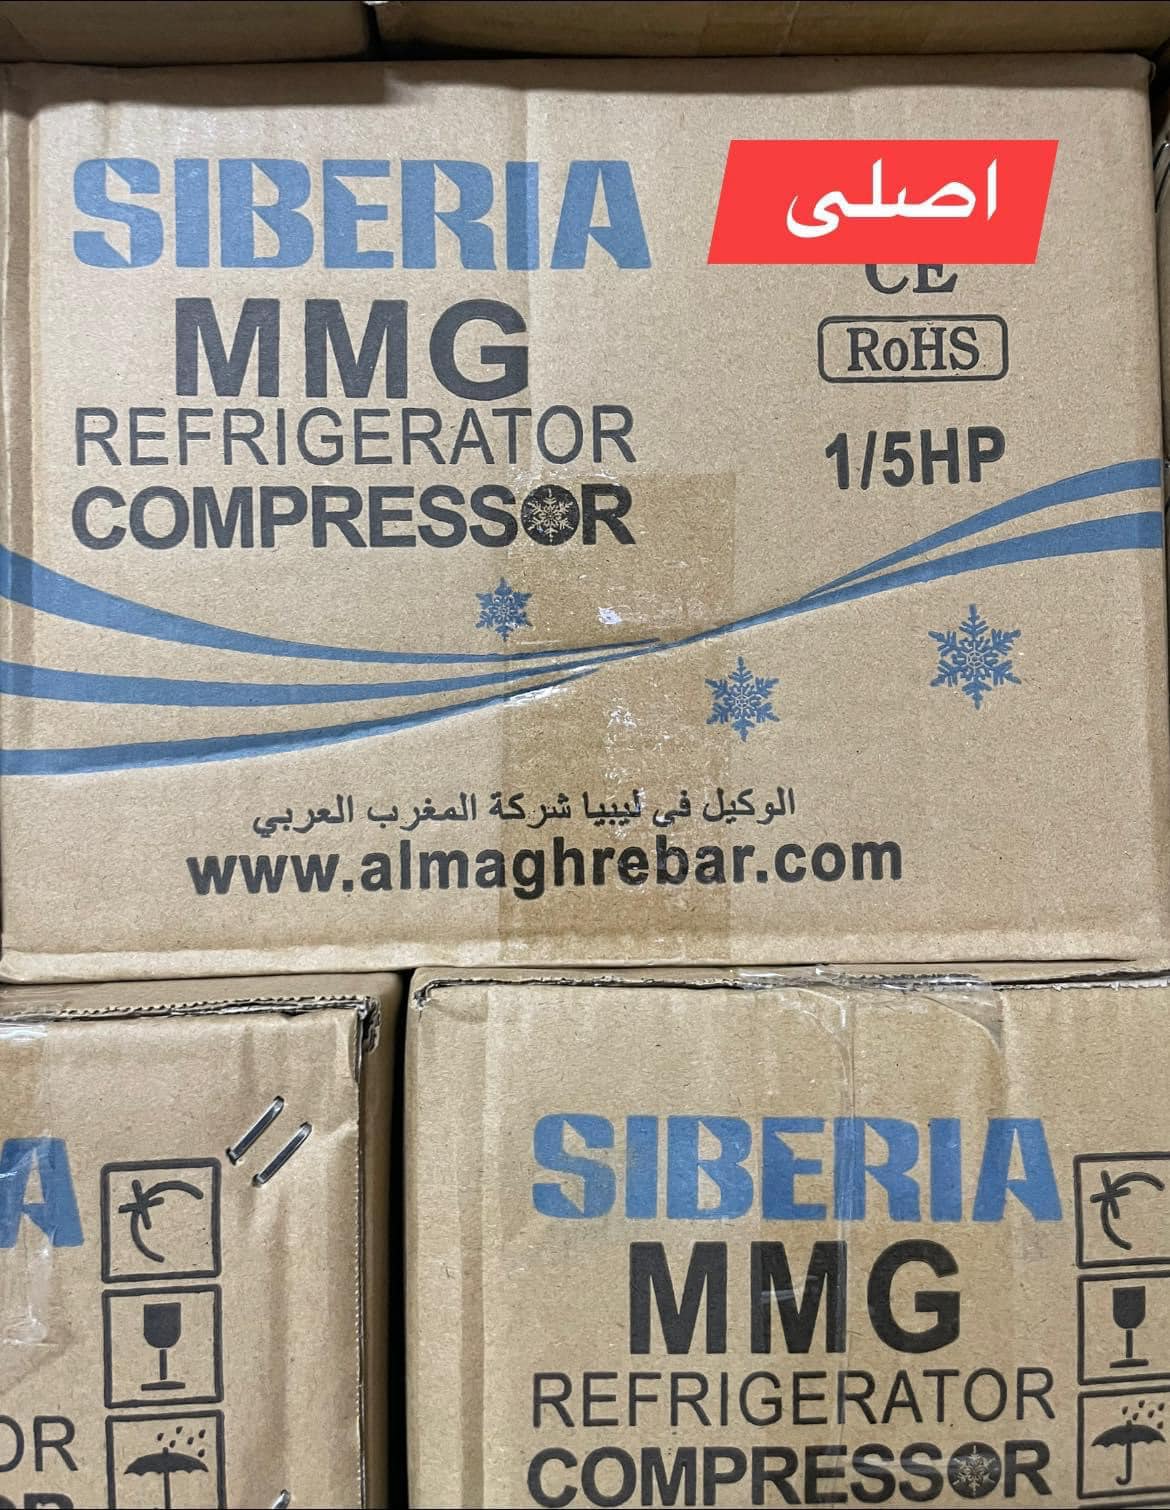 SIBERIA
اصلى
MMG
CE
RoHS
REFRIGERATOR
1/5HP
COMPRESSOR
الوكيل في ليبيا شركة المغرب العربي
www.almaghrebar.com
A
SIBERIA
MMG
REFRIGERATOR
OR
COMPRESSOR
OR